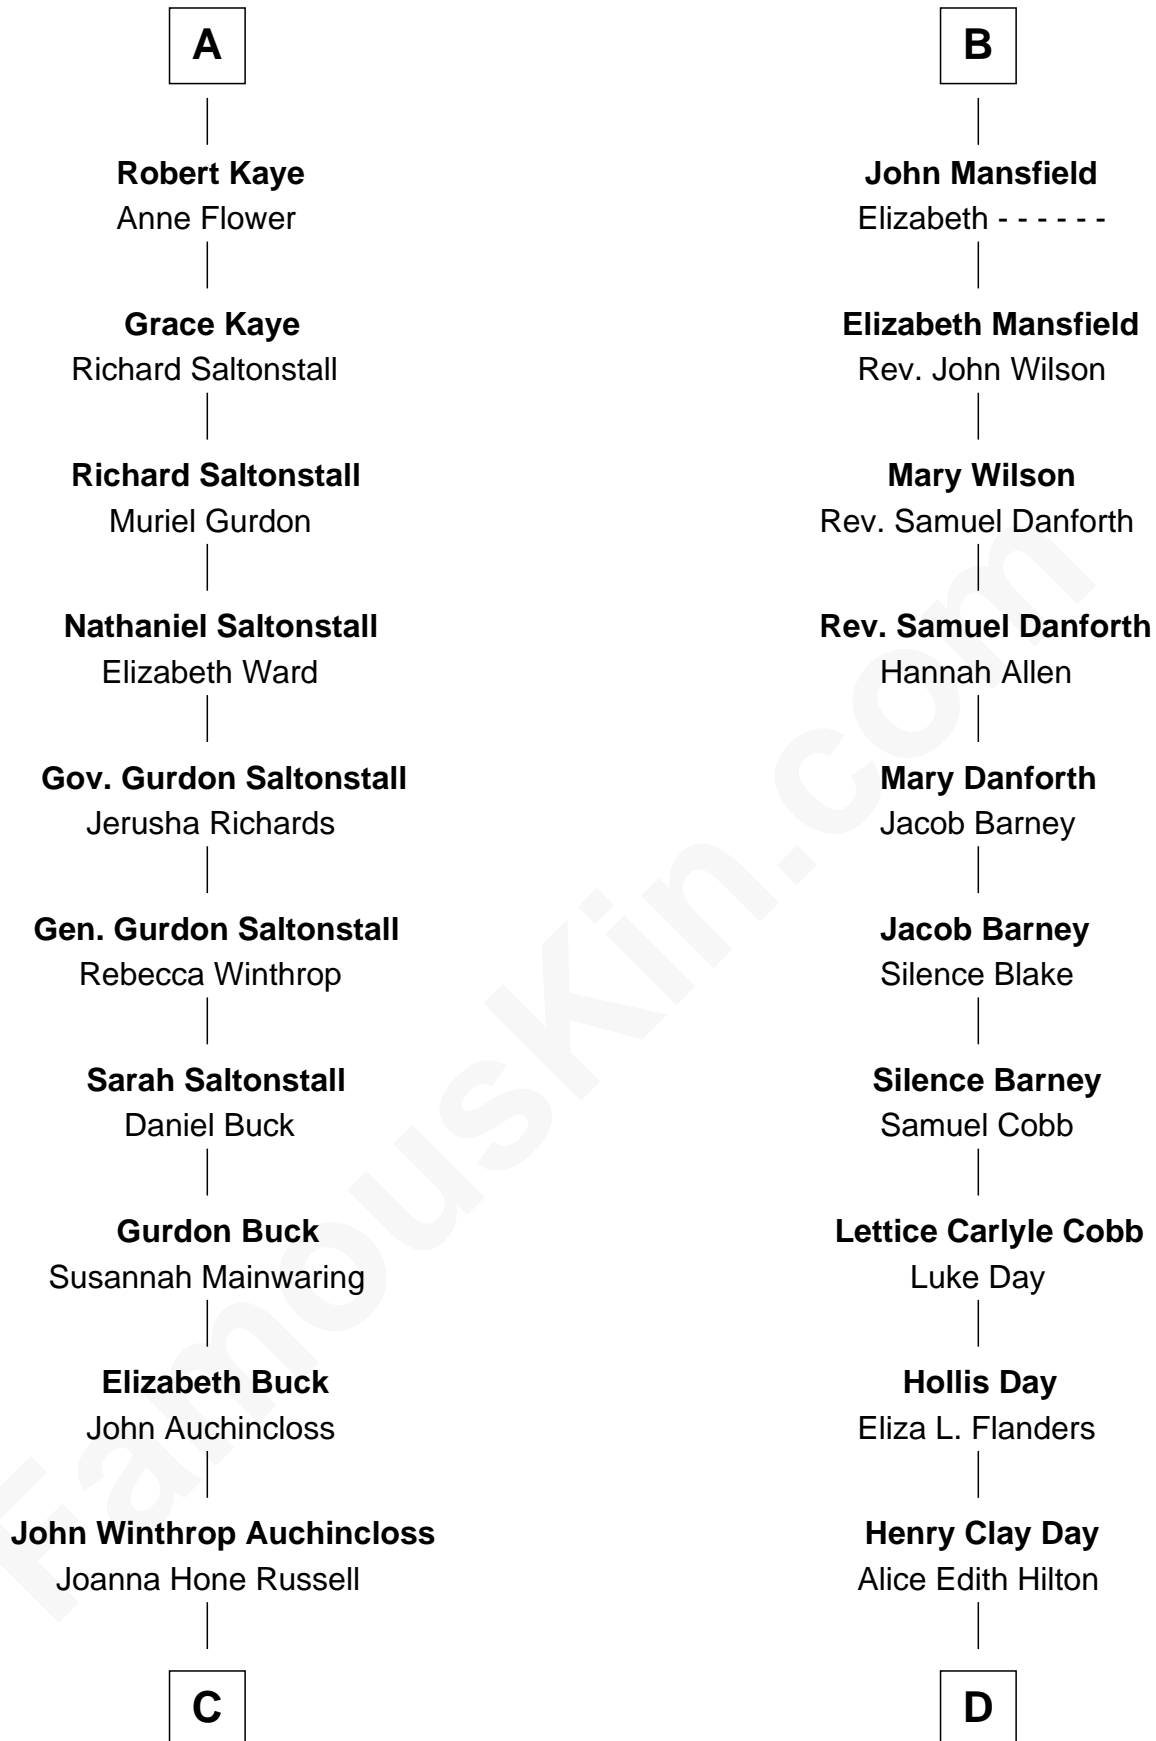 A
Robert Kaye
Anne Flower
Grace Kaye
Richard Saltonstall
Richard Saltonstall
Muriel Gurdon
Nathaniel Saltonstall
Elizabeth Ward
Gov. Gurdon Saltonstall
Jerusha Richards
Gen. Gurdon Saltonstall
Rebecca Winthrop
Sarah Saltonstall
Daniel Buck
Gurdon Buck
Susannah Mainwaring
Elizabeth Buck
John Auchincloss
John Winthrop Auchincloss
Joanna Hone Russell
C
B
John Mansfield
Elizabeth - - - - - -
Elizabeth Mansfield
Rev. John Wilson
Mary Wilson
Rev. Samuel Danforth
Rev. Samuel Danforth
Hannah Allen
Mary Danforth
Jacob Barney
Jacob Barney
Silence Blake
Silence Barney
Samuel Cobb
Lettice Carlyle Cobb
Luke Day
Hollis Day
Eliza L. Flanders
Henry Clay Day
Alice Edith Hilton
D
FamousKin.com